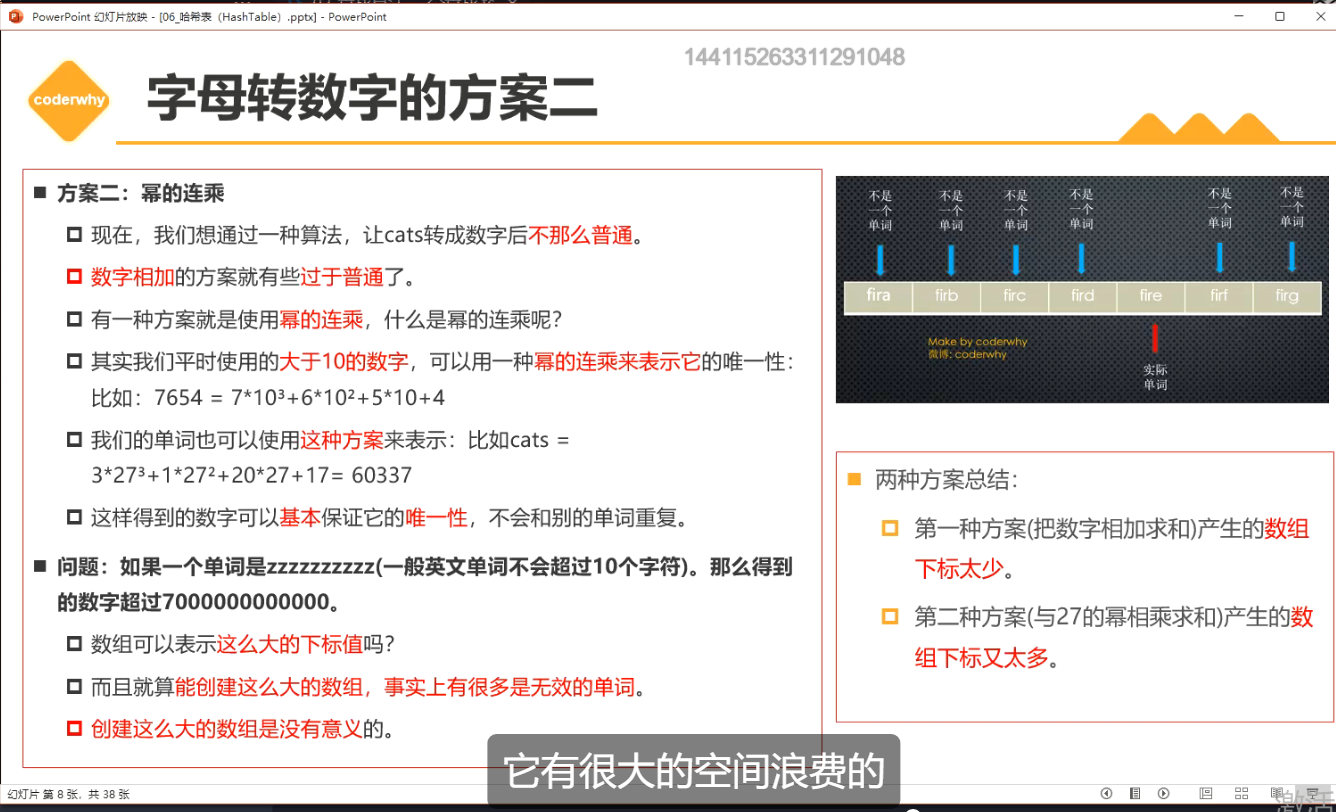 PowerPoint 幻灯片放映 - [06_哈希表（HashTable）.pptx] - PowerPoint
144115263311291048
coderwhy
字母转数字的方案二
■ 方案二：幂的连乘
现在，我们想通过一种算法，让cats转成数字后不那么普通。
数字相加的方案就有些过于普通了。
有一种方案就是使用幂的连乘，什么是幂的连乘呢？
其实我们平时使用的大于10的数字，可以用一种幂的连乘来表示它的唯一性：
比如：7654 = 7*10³+6*10²+5*10+4
我们的单词也可以使用这种方案来表示：比如cats =
3*27³+1*27²+20*27+17= 60337
这样得到的数字可以基本保证它的唯一性，不会和别的单词重复。
■ 问题：如果一个单词是zzzzzzzzzz(一般英文单词不会超过10个字符)。那么得到
的数字超过7000000000000。
数组可以表示这么大的下标值吗？
而且就算能创建这么大的数组，事实上有很多是无效的单词。
创建这么大的数组是没有意义的。
不是 不是 不是 不是 不是 不是
一个 一个 一个 一个 一个 一个
单词 单词 单词 单词 单词 单词
fira firb firc fird fire firf firg
Make by coderwhy
微博: coderwhy
实际
单词
两种方案总结：
第一种方案(把数字相加求和)产生的数组
下标太少。
第二种方案(与27的幂相乘求和)产生的数
组下标又太多。
它有很大的空间浪费的
幻灯片 第 8 张，共 38 张
激活